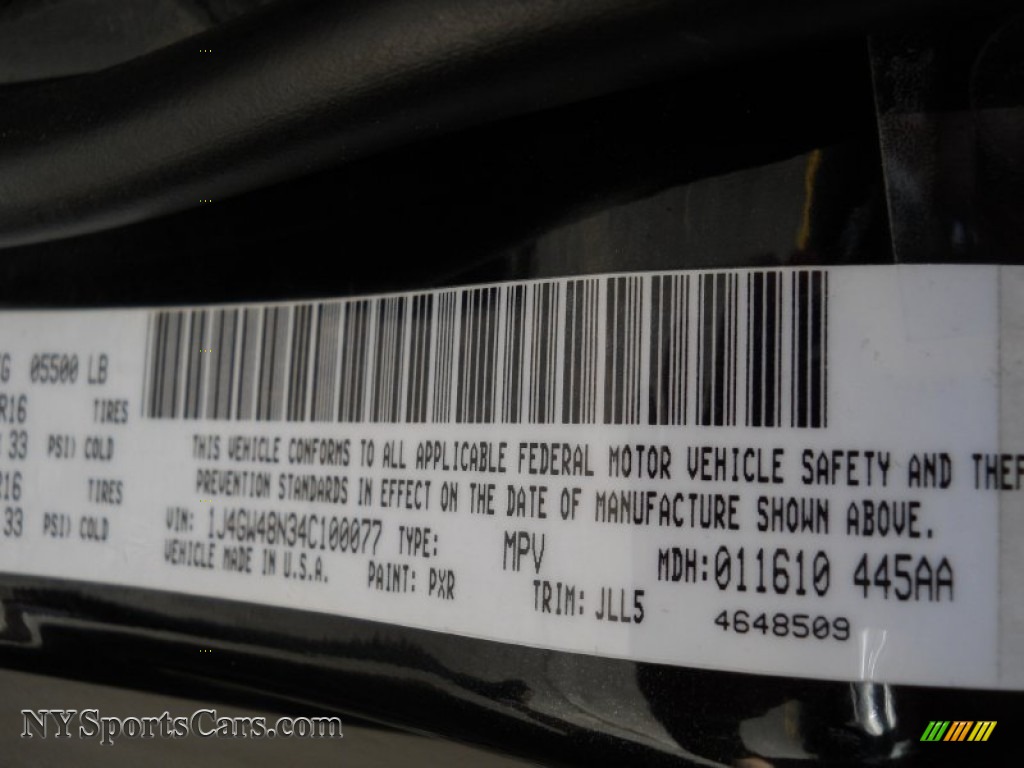 G 05500 LB
R16 TIRES
33 PSI) COLD
R16 TIRES
33 PSI) COLD
THIS VEHICLE CONFORMS TO ALL APPLICABLE FEDERAL MOTOR VEHICLE SAFETY AND THEF
PREVENTION STANDARDS IN EFFECT ON THE DATE OF MANUFACTURE SHOWN ABOVE.
VIN: 1J4GW48N34C100077 TYPE: MPV MDH:011610 445AA
VEHICLE MADE IN U.S.A. PAINT: PXR TRIM: JLL5 4648509
NYSportsCars.com